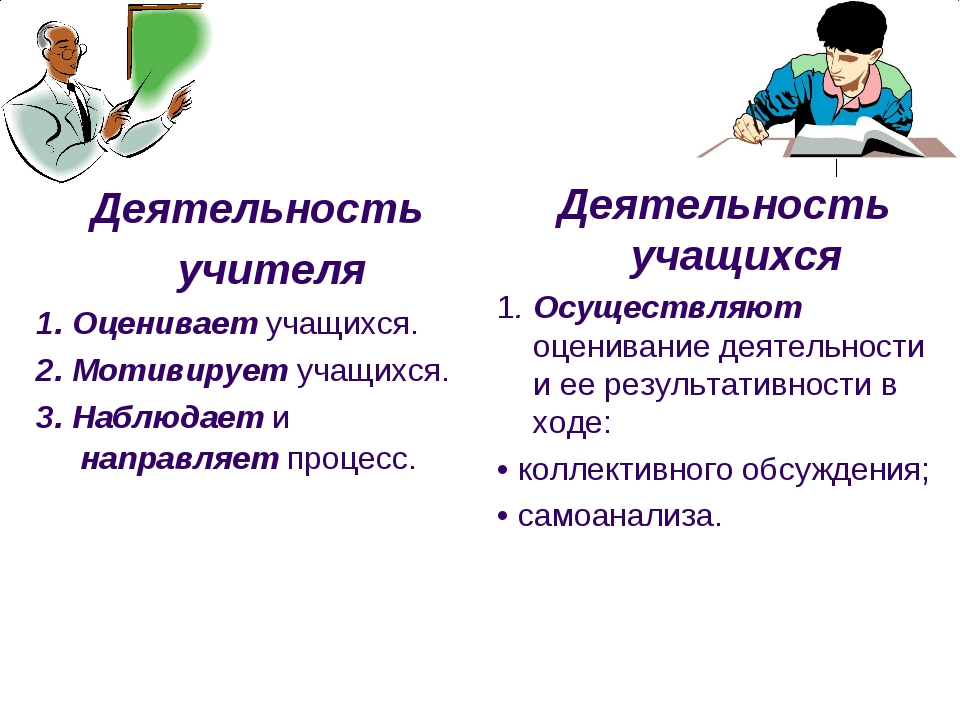 Деятельность
учителя
1. Оценивает учащихся.
2. Мотивирует учащихся.
3. Наблюдает и
направляет процесс.
Деятельность
учащихся
1. Осуществляют
оценивание деятельности
и ее результативности в
ходе:
• коллективного обсуждения;
• самоанализа.